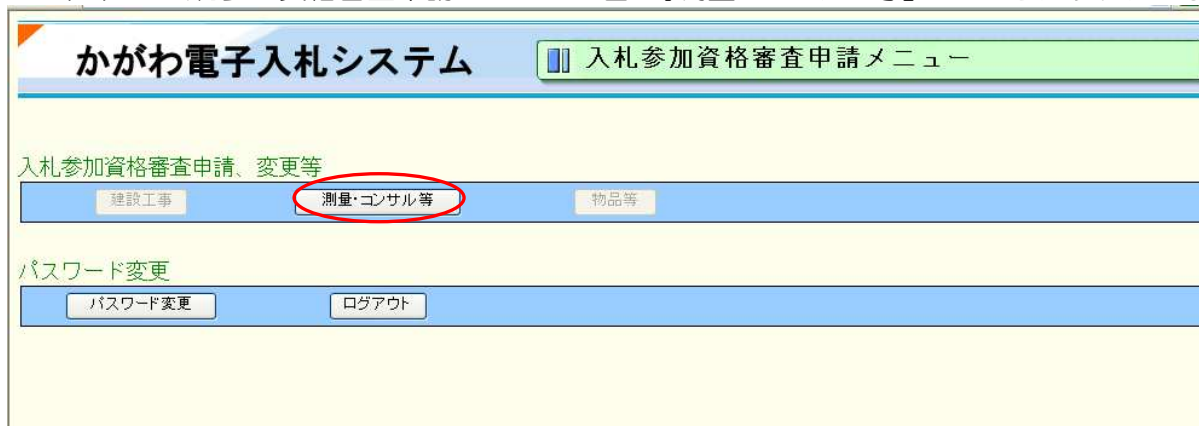 かがわ電子入札システム
入札参加資格審査申請メニュー
入札参加資格審査申請、変更等
建設工事 測量・コンサル等 物品等
パスワード変更
パスワード変更 ログアウト